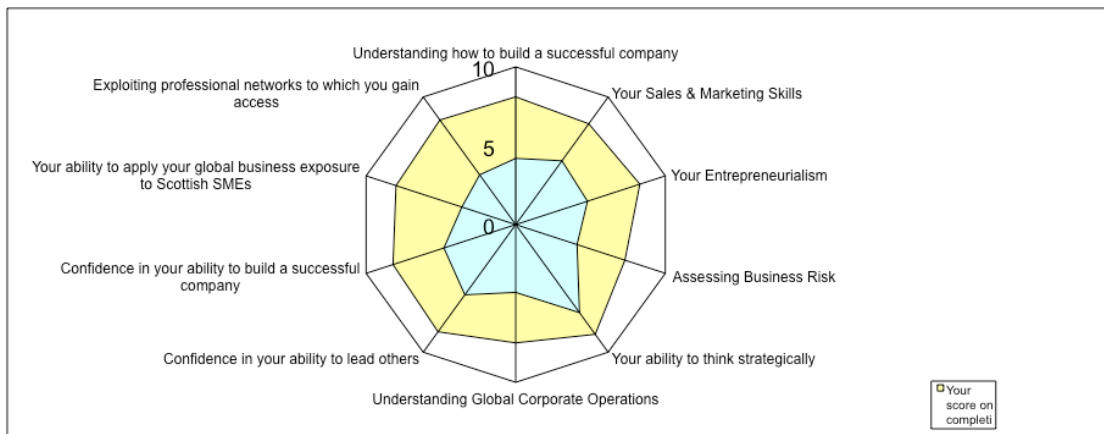 Understanding how to build a successful company
10
Exploiting professional networks to which you gain
access
Your Sales & Marketing Skills
5
Your ability to apply your global business exposure
to Scottish SMEs
Your Entrepreneurialism
0
Confidence in your ability to build a successful
company
Assessing Business Risk
Confidence in your ability to lead others
Your ability to think strategically
Understanding Global Corporate Operations
Your
score on
completi